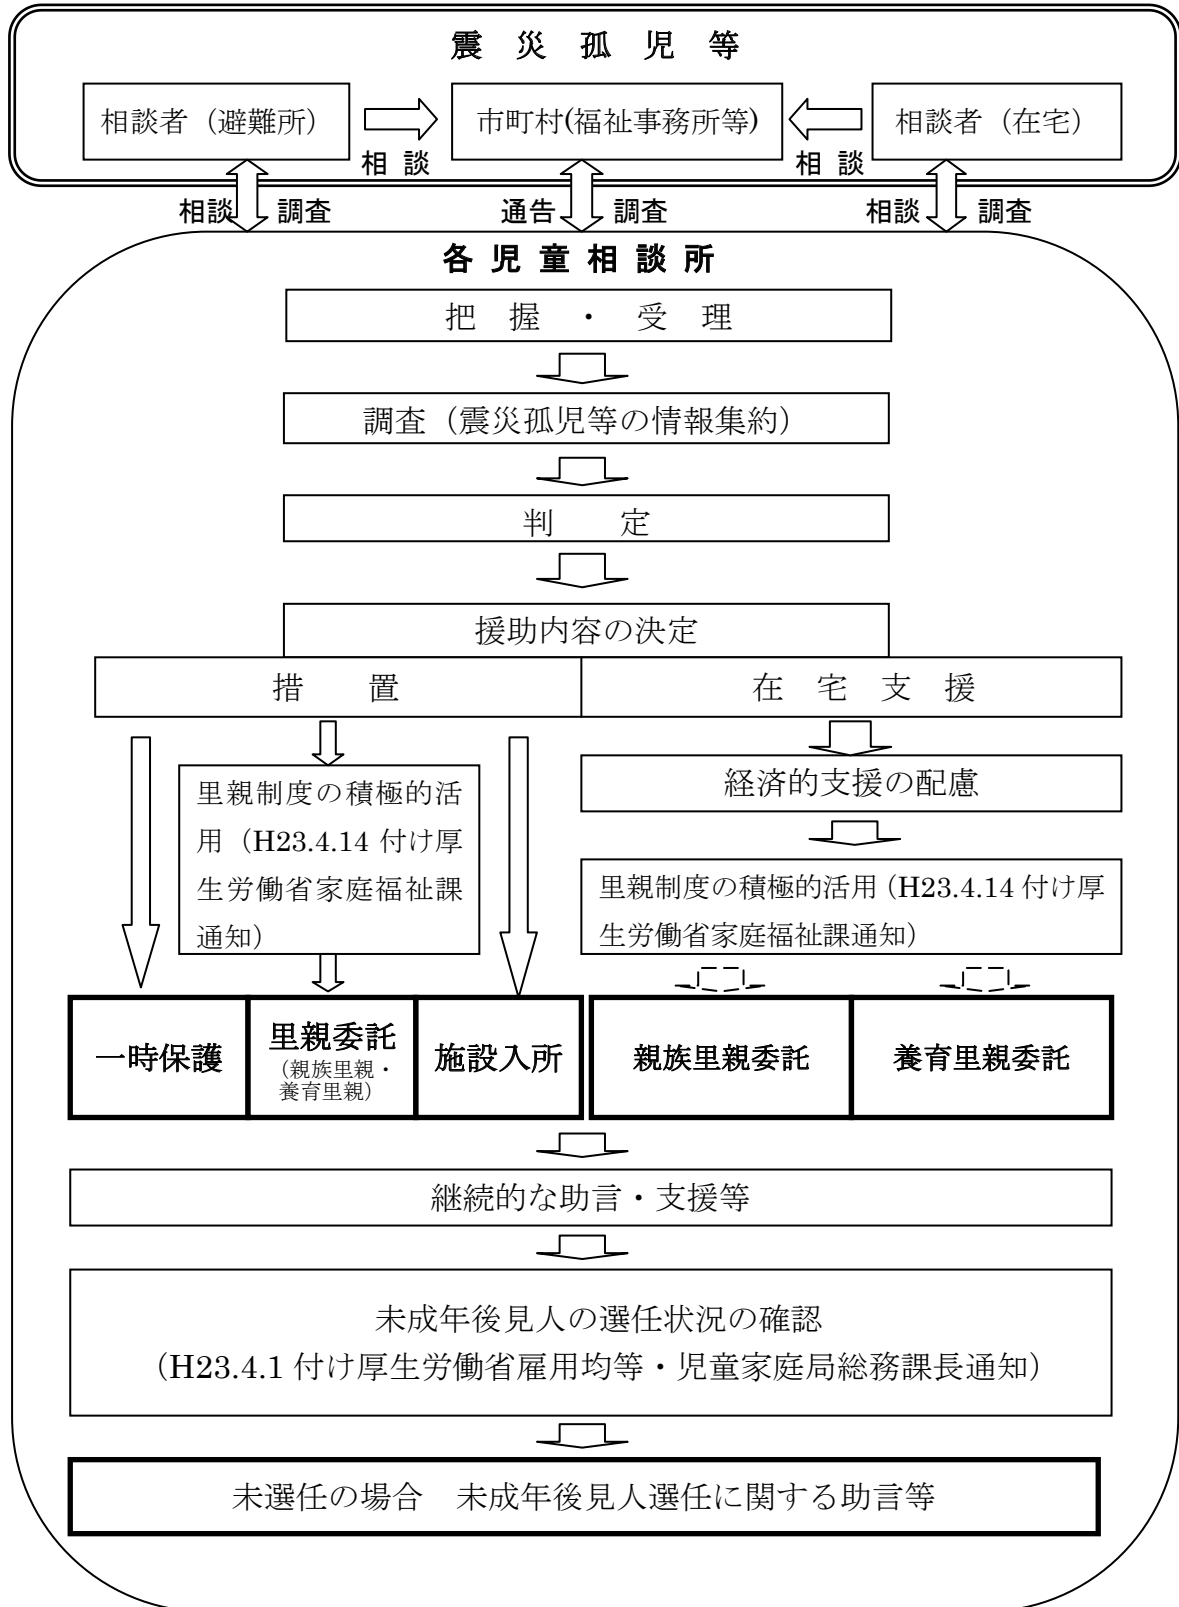 震災孤児等
相談者（避難所）
市町村(福祉事務所等)
相談者（在宅）
相談
相談
相談
調査
通告
調査
相談
調査
各児童相談所
把握・受理
調査（震災孤児等の情報集約）
判定
援助内容の決定
措置
在宅支援
里親制度の積極的活
用（H23.4.14 付け厚
生労働省家庭福祉課
通知）
経済的支援の配慮
里親制度の積極的活用（H23.4.14 付け厚
生労働省家庭福祉課通知）
一時保護
里親委託
（親族里親・
養育里親）
施設入所
親族里親委託
養育里親委託
継続的な助言・支援等
未成年後見人の選任状況の確認
（H23.4.1 付け厚生労働省雇用均等・児童家庭局総務課長通知）
未選任の場合　未成年後見人選任に関する助言等